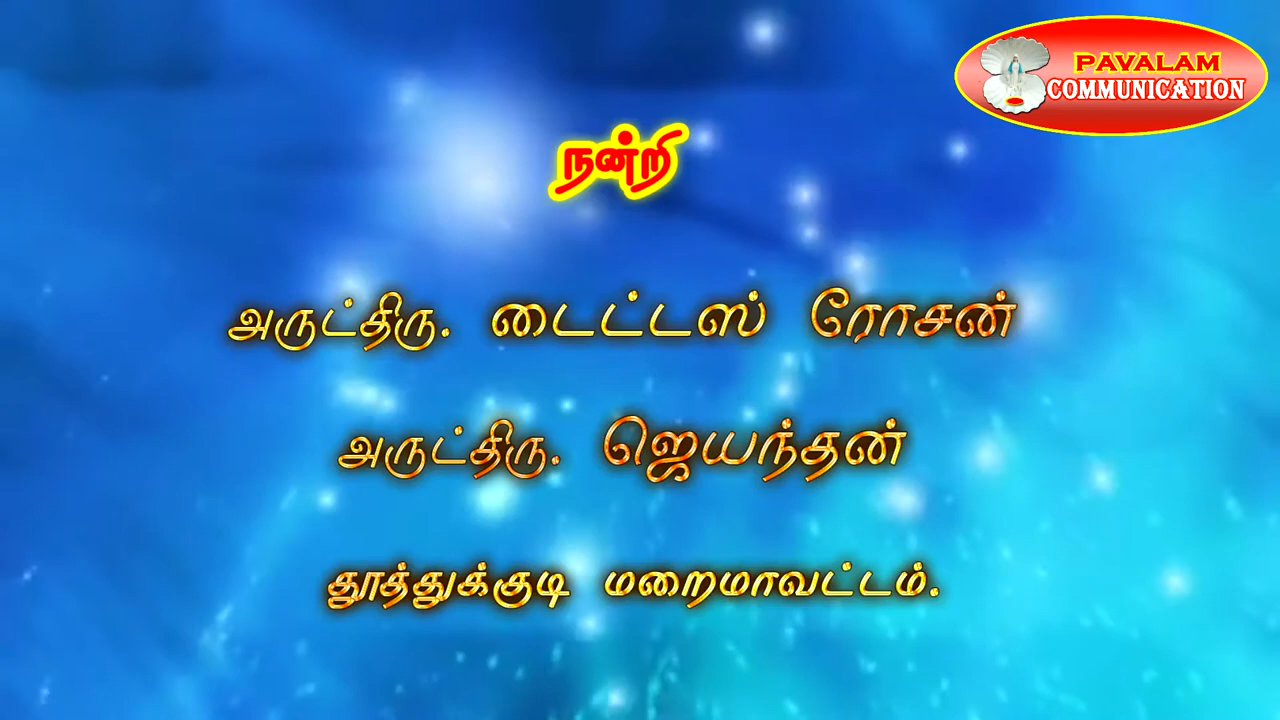 PAVALAM
COMMUNICATION
நன்றி
அருட்திரு. டைட்டஸ் ரோசன்
அருட்திரு. ஜெயந்தன்
தூத்துக்குடி மறைமாவட்டம்.